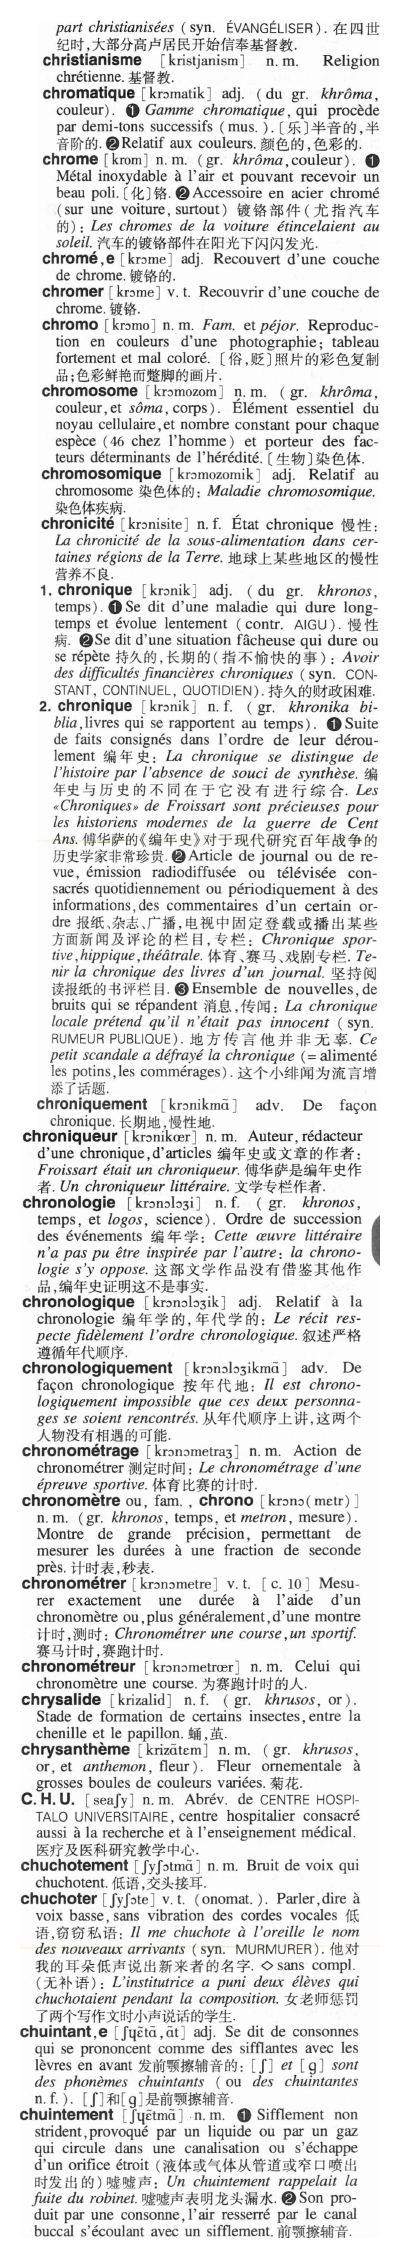 part christianisées (syn. ÉVANGÉLISER). 在四世
纪时,大部分高卢居民开始信奉基督教.
christianisme [kristjanism] n. m. Religion
chrétienne. 基督教.
chromatique [krɔmatik] adj. (du gr. khrôma,
couleur). ❶ Gamme chromatique, qui procède
par demi-tons successifs (mus.). [乐]半音的,半
音阶的. ❷ Relatif aux couleurs. 颜色的,色彩的.
chrome [krom] n. m. (gr. khrôma, couleur). ❶
Métal inoxydable à l'air et pouvant recevoir un
beau poli. [化]铬. ❷ Accessoire en acier chromé
(sur une voiture, surtout) 镀铬部件(尤指汽车
的): Les chromes de la voiture étincelaient au
soleil. 汽车的镀铬部件在阳光下闪闪发光.
chromé,e [krome] adj. Recouvert d'une couche
de chrome. 镀铬的.
chromer [krome] v. t. Recouvrir d'une couche de
chrome. 镀铬.
chromo [krɔmo] n. m. Fam. et péjor. Reproduc-
tion en couleurs d'une photographie; tableau
fortement et mal coloré. [俗,贬]照片的彩色复制
品;色彩鲜艳而蹩脚的画片.
chromosome [krɔmozom] n. m. (gr. khrôma,
couleur, et sôma, corps). Élément essentiel du
noyau cellulaire,et nombre constant pour chaque
espèce (46 chez l'homme) et porteur des fac-
teurs déterminants de l'hérédité. [生物]染色体.
chromosomique [krɔmozomik] adj. Relatif au
chromosome 染色体的: Maladie chromosomique.
染色体疾病.
chronicité [krɔnisite] n. f. État chronique 慢性:
La chronicité de la sous-alimentation dans cer-
taines régions de la Terre. 地球上某些地区的慢性
营养不良.
1. chronique [krɔnik] adj. (du gr. khronos,
temps). ❶ Se dit d'une maladie qui dure long-
temps et évolue lentement (contr. AIGU). 慢性
病. ❷ Se dit d'une situation fâcheuse qui dure ou
se répète 持久的,长期的(指不愉快的事): Avoir
des difficultés financières chroniques (syn. CON-
STANT, CONTINUEL, QUOTIDIEN). 持久的财政困难.
2. chronique [krɔnik] n. f. (gr. khronika bi-
blia,livres qui se rapportent au temps). ❶ Suite
de faits consignés dans l'ordre de leur dérou-
lement 编年史: La chronique se distingue de
l'histoire par l'absence de souci de synthèse. 编
年史与历史的不同在于它没有进行综合. Les
«Chroniques» de Froissart sont précieuses pour
les historiens modernes de la guerre de Cent
Ans. 傅华萨的《编年史》对于现代研究百年战争的
历史学家非常珍贵. ❷ Article de journal ou de re-
vue, émission radiodiffusée ou télévisée con-
sacrés quotidiennement ou périodiquement à des
informations,des commentaires d'un certain or-
dre 报纸、杂志、广播,电视中固定登载或播出某些
方面新闻及评论的栏目,专栏: Chronique spor-
tive,hippique,théâtrale. 体育、赛马、戏剧专栏. Te-
nir la chronique des livres d'un journal. 坚持阅
读报纸的书评栏目. ❸ Ensemble de nouvelles,de
bruits qui se répandent 消息,传闻: La chronique
locale prétend qu'il n'était pas innocent (syn.
RUMEUR PUBLIQUE). 地方传言他并非无辜. Ce
petit scandale a défrayé la chronique (= alimenté
les potins,les commérages). 这个小绯闻为流言增
添了话题.
chroniquement [krɔnikmɑ̃] adv. De façon
chronique. 长期地,慢性地.
chroniqueur [krɔnikœr] n. m. Auteur, rédacteur
d'une chronique,d'articles 编年史或文章的作者:
Froissart était un chroniqueur. 傅华萨是编年史作
者. Un chroniqueur littéraire. 文学专栏作者.
chronologie [krɔnɔlɔʒi] n. f. (gr. khronos,
temps, et logos, science). Ordre de succession
des événements 编年学: Cette œuvre littéraire
n'a pas pu être inspirée par l'autre: la chrono-
logie s'y oppose. 这部文学作品没有借鉴其他作
品,编年史证明这不是事实.
chronologique [krɔnɔlɔʒik] adj. Relatif à la
chronologie 编年学的,年代学的: Le récit res-
pecte fidèlement l'ordre chronologique. 叙述严格
遵循年代顺序.
chronologiquement [krɔnɔlɔʒikmɑ̃] adv. De
façon chronologique 按年代地: Il est chrono-
logiquement impossible que ces deux personna-
ges se soient rencontrés. 从年代顺序上讲,这两个
人物没有相遇的可能.
chronométrage [krɔnɔmetraʒ] n. m. Action de
chronométrer 测定时间: Le chronométrage d'une
épreuve sportive. 体育比赛的计时.
chronomètre ou, fam. , chrono [krɔnɔ(mɛtr)]
n. m. (gr. khronos, temps, et metron, mesure).
Montre de grande précision, permettant de
mesurer les durées à une fraction de seconde
près. 计时表,秒表.
chronométrer [krɔnɔmetre] v. t. [c. 10] Mesu-
rer exactement une durée à l'aide d'un
chronomètre ou,plus généralement,d'une montre
计时,测时: Chronométrer une course,un sportif.
赛马计时,赛跑计时.
chronométreur [krɔnɔmetrœr] n. m. Celui qui
chronomètre une course. 为赛跑计时的人.
chrysalide [krizalid] n. f. (gr. khrusos, or).
Stade de formation de certains insectes,entre la
chenille et le papillon. 蛹,茧.
chrysanthème [krizɑ̃tɛm] n. m. (gr. khrusos,
or, et anthemon, fleur). Fleur ornementale à
grosses boules de couleurs variées. 菊花.
C. H. U. [seaʃy] n. m. Abrév. de CENTRE HOSPI-
TALO UNIVERSITAIRE, centre hospitalier consacré
aussi à la recherche et à l'enseignement médical.
医疗及医科研究教学中心.
chuchotement [ʃyʃɔtmɑ̃] n. m. Bruit de voix qui
chuchotent. 低语,交头接耳.
chuchoter [ʃyʃɔte] v. t. (onomat.). Parler,dire à
voix basse,sans vibration des cordes vocales 低
语,窃窃私语: Il me chuchote à l'oreille le nom
des nouveaux arrivants (syn. MURMURER). 他对
我的耳朵低声说出新来者的名字. ◇ sans compl.
(无补语): L'institutrice a puni deux élèves qui
chuchotaient pendant la composition. 女老师惩罚
了两个写作文时小声说话的学生.
chuintant,e [ʃɥɛ̃tɑ̃,ɑ̃t] adj. Se dit de consonnes
qui se prononcent comme des sifflantes avec les
lèvres en avant 发前颚擦辅音的: [ʃ] et [g] sont
des phonèmes chuintants (ou des chuintantes
n. f.). [ʃ]和[g]是前颚擦辅音.
chuintement [ʃɥɛ̃tmɑ̃] n. m. ❶ Sifflement non
strident,provoqué par un liquide ou par un gaz
qui circule dans une canalisation ou s'échappe
d'un orifice étroit (液体或气体从管道或窄口喷出
时发出的)嘘嘘声: Un chuintement rappelait la
fuite du robinet. 嘘嘘声表明龙头漏水. ❷ Son pro-
duit par une consonne,l'air resserré par le canal
buccal s'écoulant avec un sifflement. 前颚擦辅音.